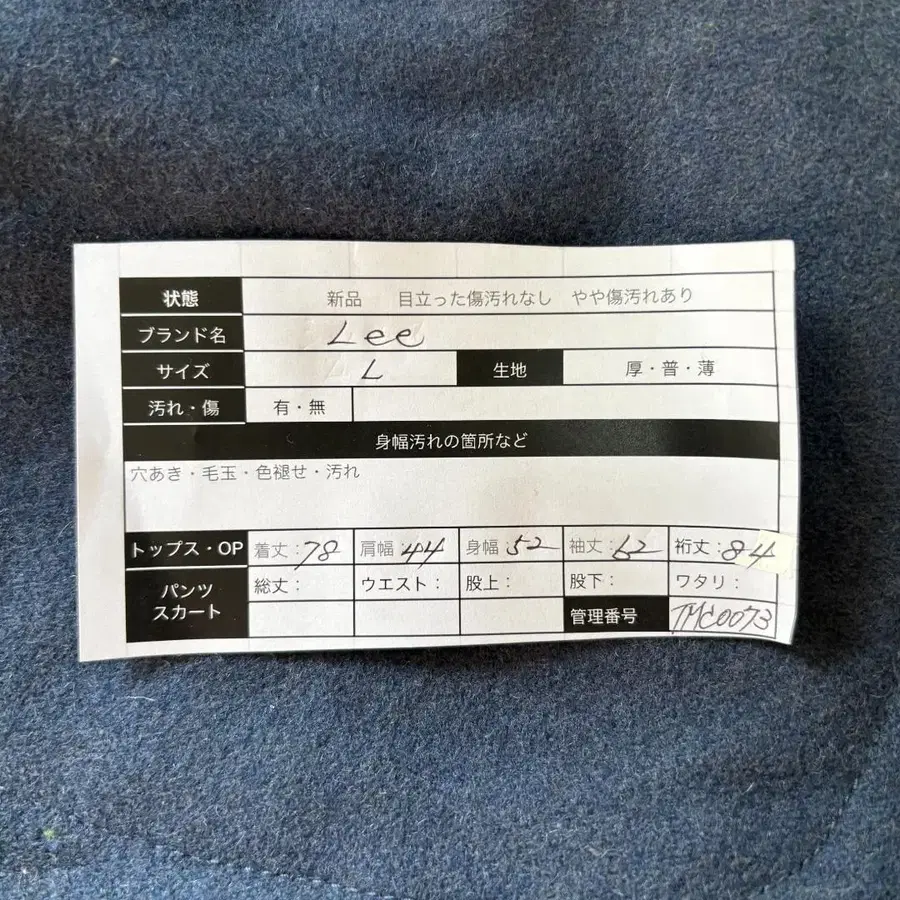 状態 新品 目立った傷汚れなし やや傷汚れあり
ブランド名 Lee
サイズ L 生地 厚・普・薄
汚れ・傷 有・無
身幅汚れの箇所など
穴あき・毛玉・色褪せ・汚れ
トップス・OP 着丈:78 肩幅:44 身幅:52 袖丈:62 裄丈:84
パンツ スカート 総丈: ウエスト: 股上: 股下: ワタリ:
管理番号 TMC0073